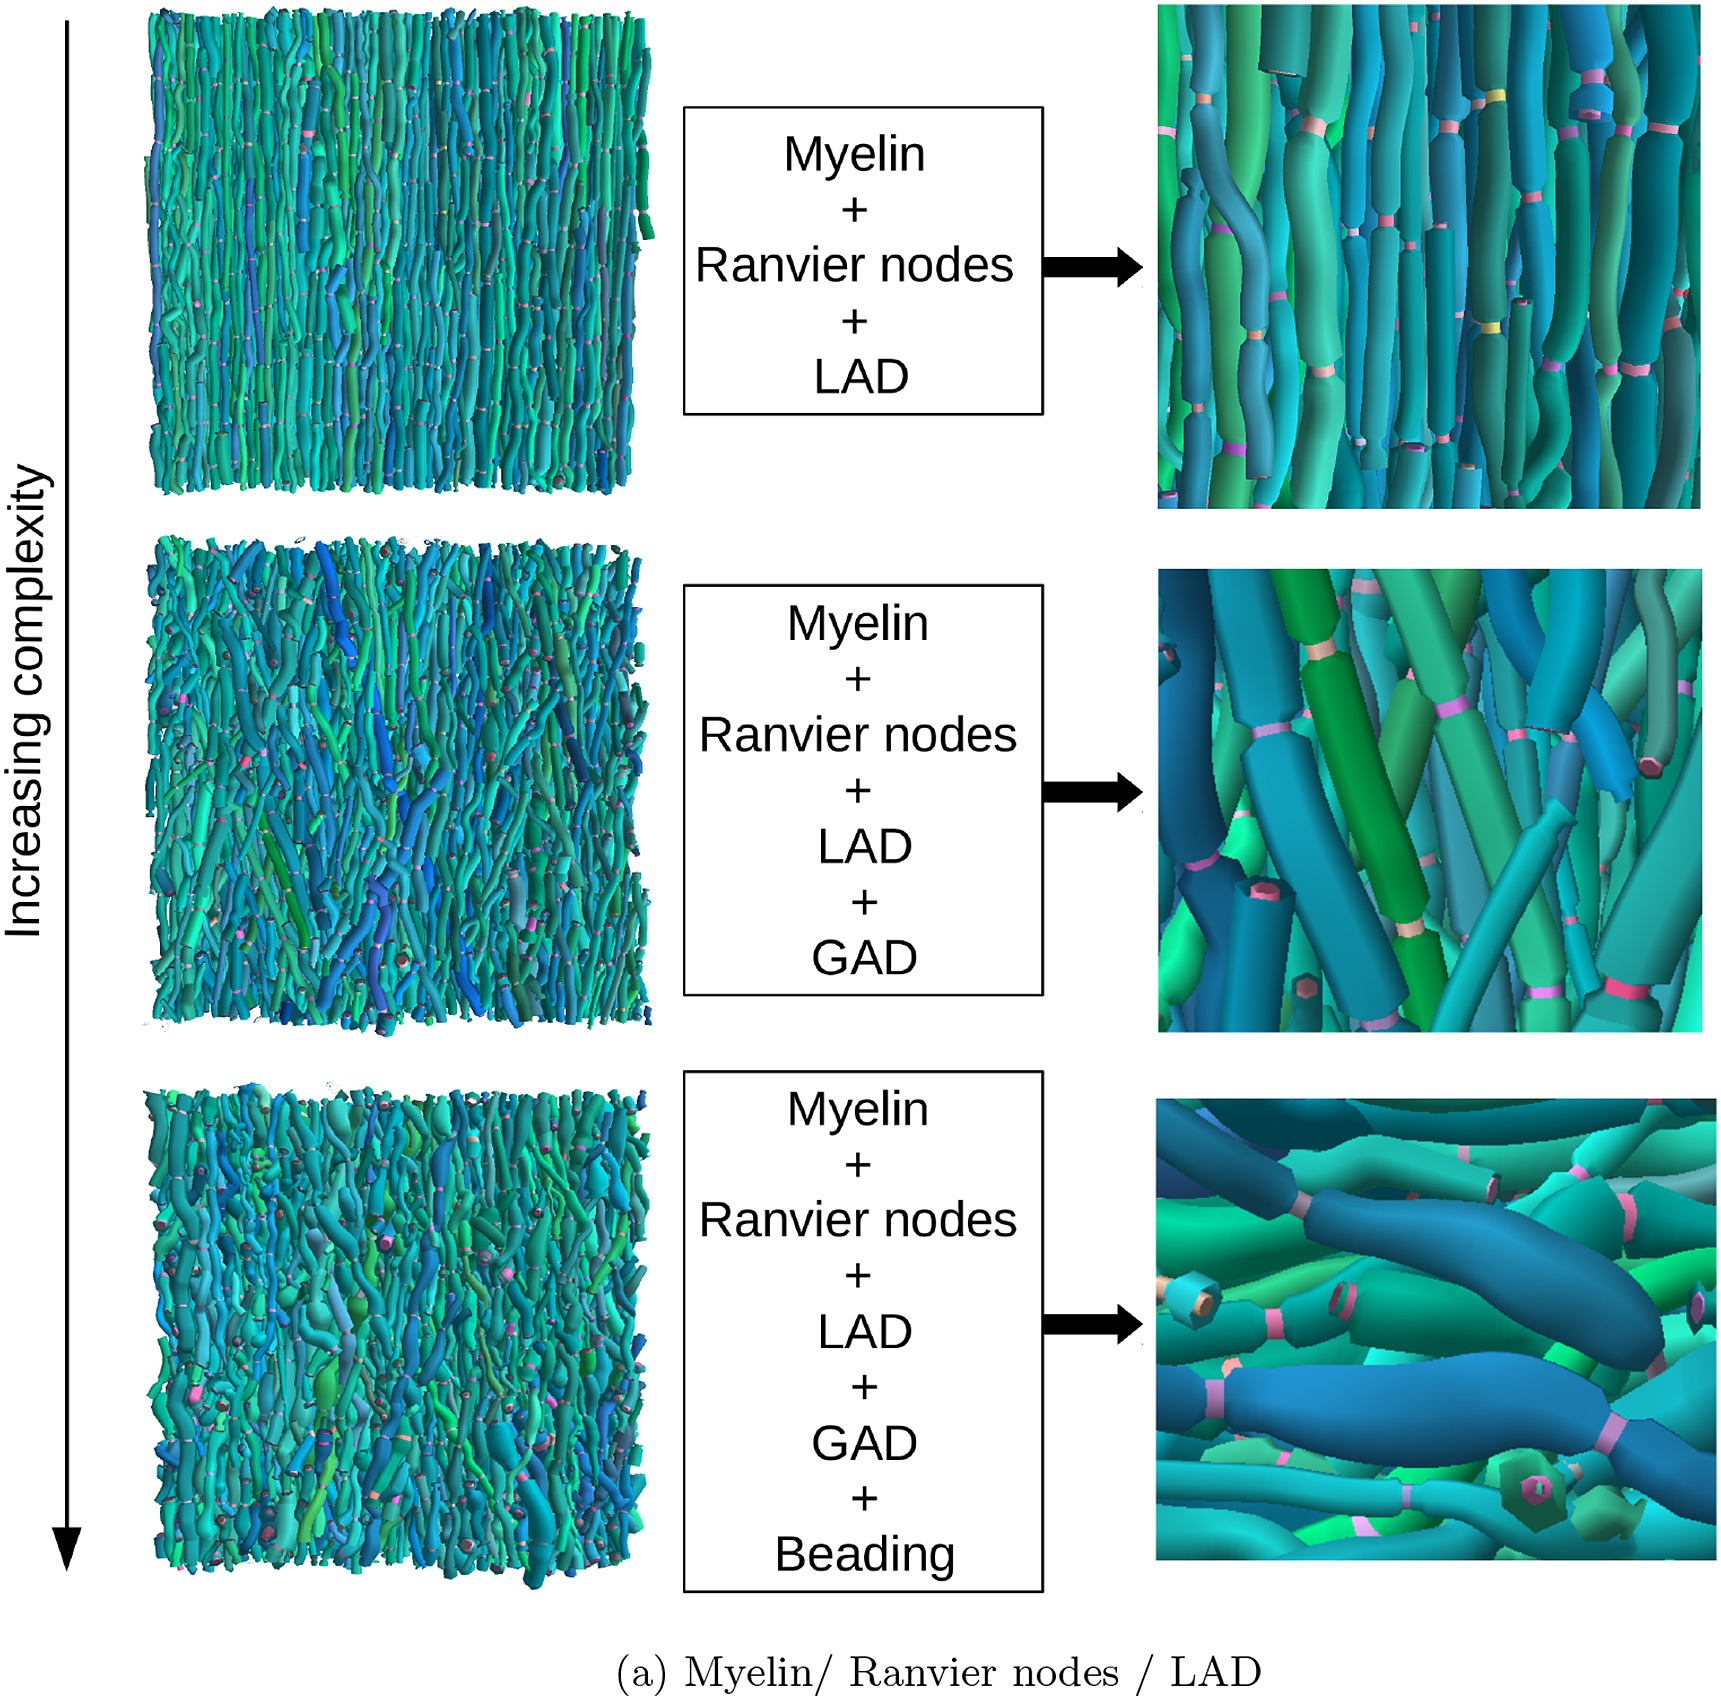 Increasing complexity
Myelin
+
Ranvier nodes
+
LAD
Myelin
+
Ranvier nodes
+
LAD
+
GAD
Myelin
+
Ranvier nodes
+
LAD
+
GAD
+
Beading
(a) Myelin/ Ranvier nodes / LAD